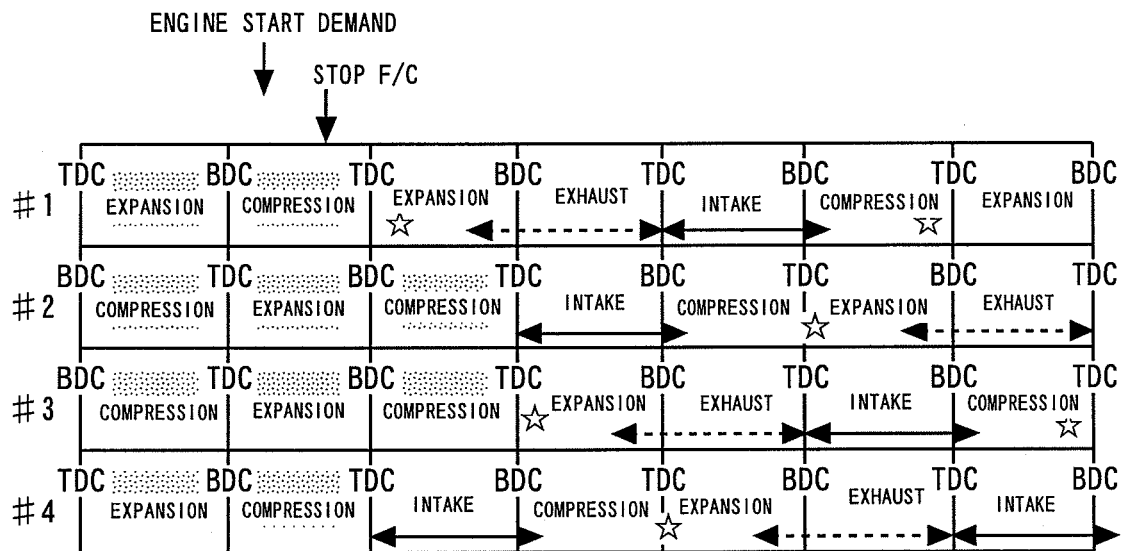 ENGINE START DEMAND
STOP F/C
TDC BDC TDC BDC TDC BDC TDC BDC
#1 EXPANSION COMPRESSION EXPANSION EXHAUST INTAKE COMPRESSION EXPANSION
BDC TDC BDC TDC BDC TDC BDC TDC
#2 COMPRESSION EXPANSION COMPRESSION INTAKE COMPRESSION EXPANSION EXHAUST
BDC TDC BDC TDC BDC TDC BDC TDC
#3 COMPRESSION EXPANSION COMPRESSION EXPANSION EXHAUST INTAKE COMPRESSION
TDC BDC TDC BDC TDC BDC TDC BDC
#4 EXPANSION COMPRESSION INTAKE COMPRESSION EXPANSION EXHAUST INTAKE